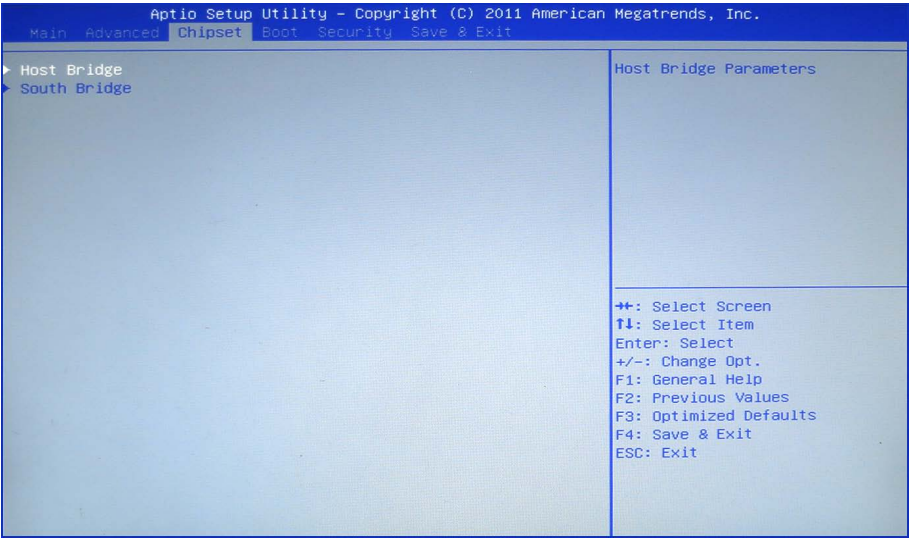 Aptio Setup Utility – Copyright (C) 2011 American Megatrends, Inc.
Main Advanced Chipset Boot Security Save & Exit
► Host Bridge
► South Bridge
Host Bridge Parameters
→←: Select Screen
↑↓: Select Item
Enter: Select
+/-: Change Opt.
F1: General Help
F2: Previous Values
F3: Optimized Defaults
F4: Save & Exit
ESC: Exit